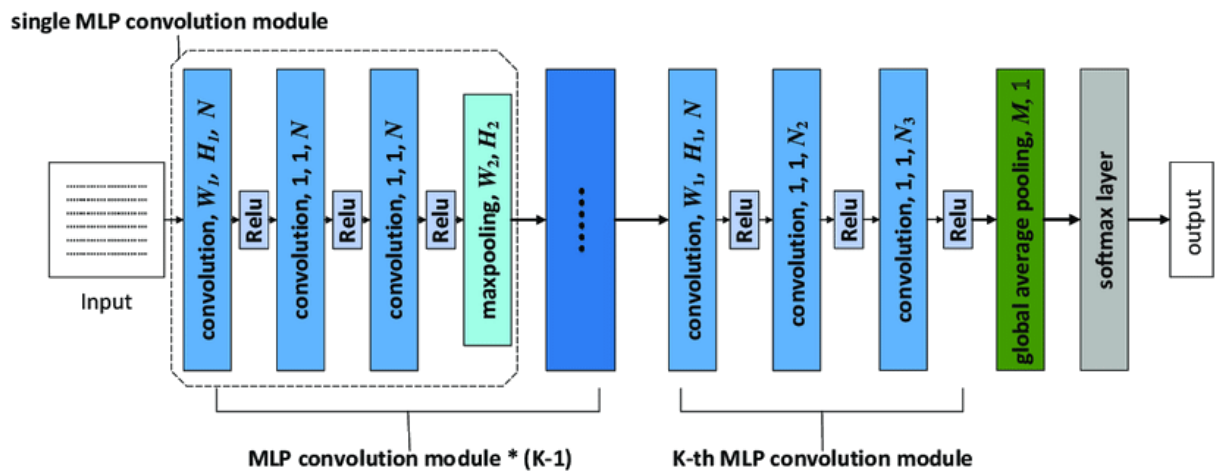 single MLP convolution module
Input
convolution, W₁, H₁, N
Relu
convolution, 1, 1, N
Relu
convolution, 1, 1, N
Relu
maxpooling, W₂, H₂
......
convolution, W₁, H₁, N
Relu
convolution, 1, 1, N₂
Relu
convolution, 1, 1, N₃
Relu
global average pooling, M, 1
softmax layer
output
MLP convolution module * (K-1)
K-th MLP convolution module